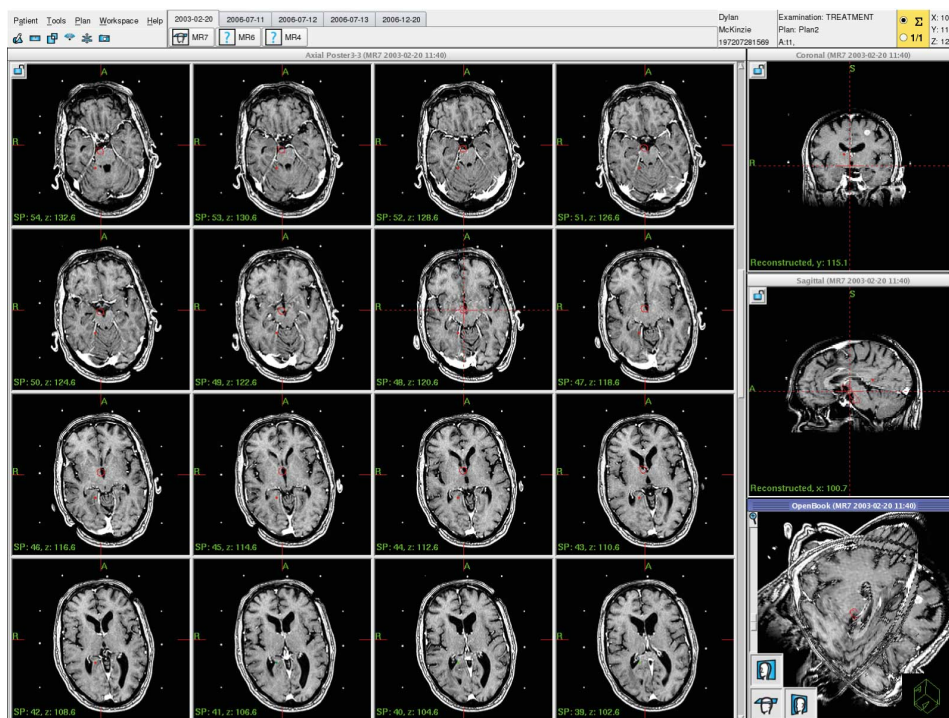 Patient Tools Plan Workspace Help
2003-02-20 2006-07-11 2006-07-12 2006-07-13 2006-12-20
MR7 ? MR6 ? MR4
Dylan
McKinzie
197207281569
Examination: TREATMENT
Plan: Plan2
A:t1,
Σ
1/1
X: 10
Y: 11
Z: 12
Axial Poster3-3 (MR7 2003-02-20 11:40)
A A A A
R R R R
SP: 54, z: 132.6 SP: 53, z: 130.6 SP: 52, z: 128.6 SP: 51, z: 126.6
A A A A
R R R R
SP: 50, z: 124.6 SP: 49, z: 122.6 SP: 48, z: 120.6 SP: 47, z: 118.6
A A A A
R R R R
SP: 46, z: 116.6 SP: 45, z: 114.6 SP: 44, z: 112.6 SP: 43, z: 110.6
A A A A
R R R R
SP: 42, z: 108.6 SP: 41, z: 106.6 SP: 40, z: 104.6 SP: 39, z: 102.6
Coronal (MR7 2003-02-20 11:40)
S
R
Reconstructed, y: 115.1
Sagittal (MR7 2003-02-20 11:40)
S
A
Reconstructed, x: 100.7
OpenBook (MR7 2003-02-20 11:40)